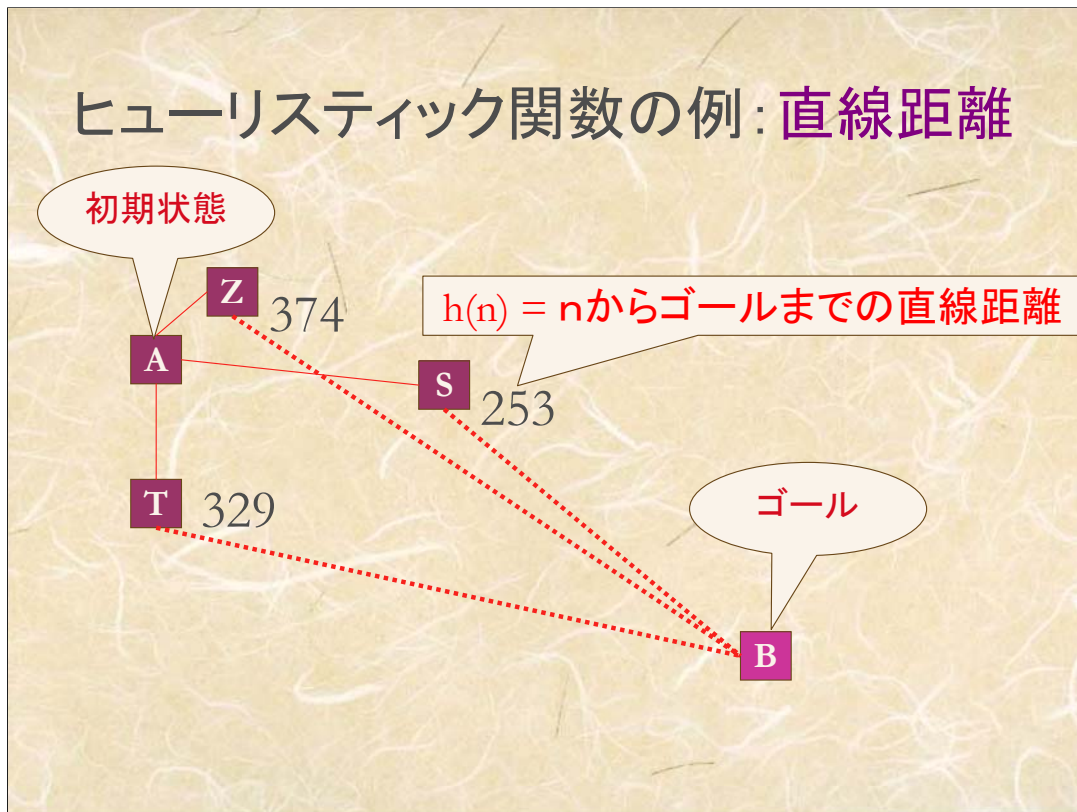 ヒューリスティック関数の例:直線距離
初期状態
Z
374
h(n) = nからゴールまでの直線距離
A
S
253
T
329
ゴール
B